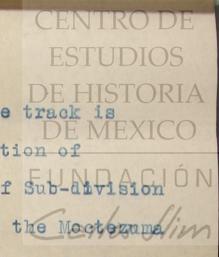 CENTRO DE
ESTUDIOS
DE HISTORIA
e track is
DE MÉXICO
tion of
FUNDACIÓN
f Sub-division
Carlos Slim
the Moctezuma